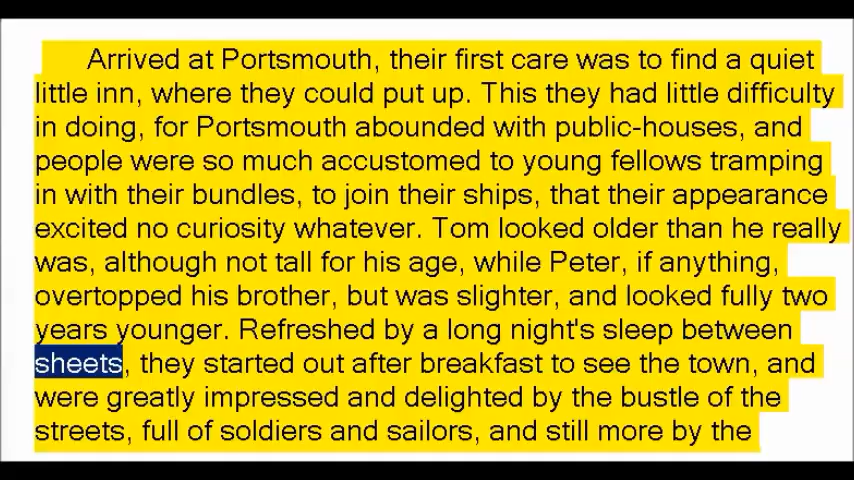 Arrived at Portsmouth, their first care was to find a quiet
little inn, where they could put up. This they had little difficulty
in doing, for Portsmouth abounded with public-houses, and
people were so much accustomed to young fellows tramping
in with their bundles, to join their ships, that their appearance
excited no curiosity whatever. Tom looked older than he really
was, although not tall for his age, while Peter, if anything,
overtopped his brother, but was slighter, and looked fully two
years younger. Refreshed by a long night's sleep between
sheets, they started out after breakfast to see the town, and
were greatly impressed and delighted by the bustle of the
streets, full of soldiers and sailors, and still more by the